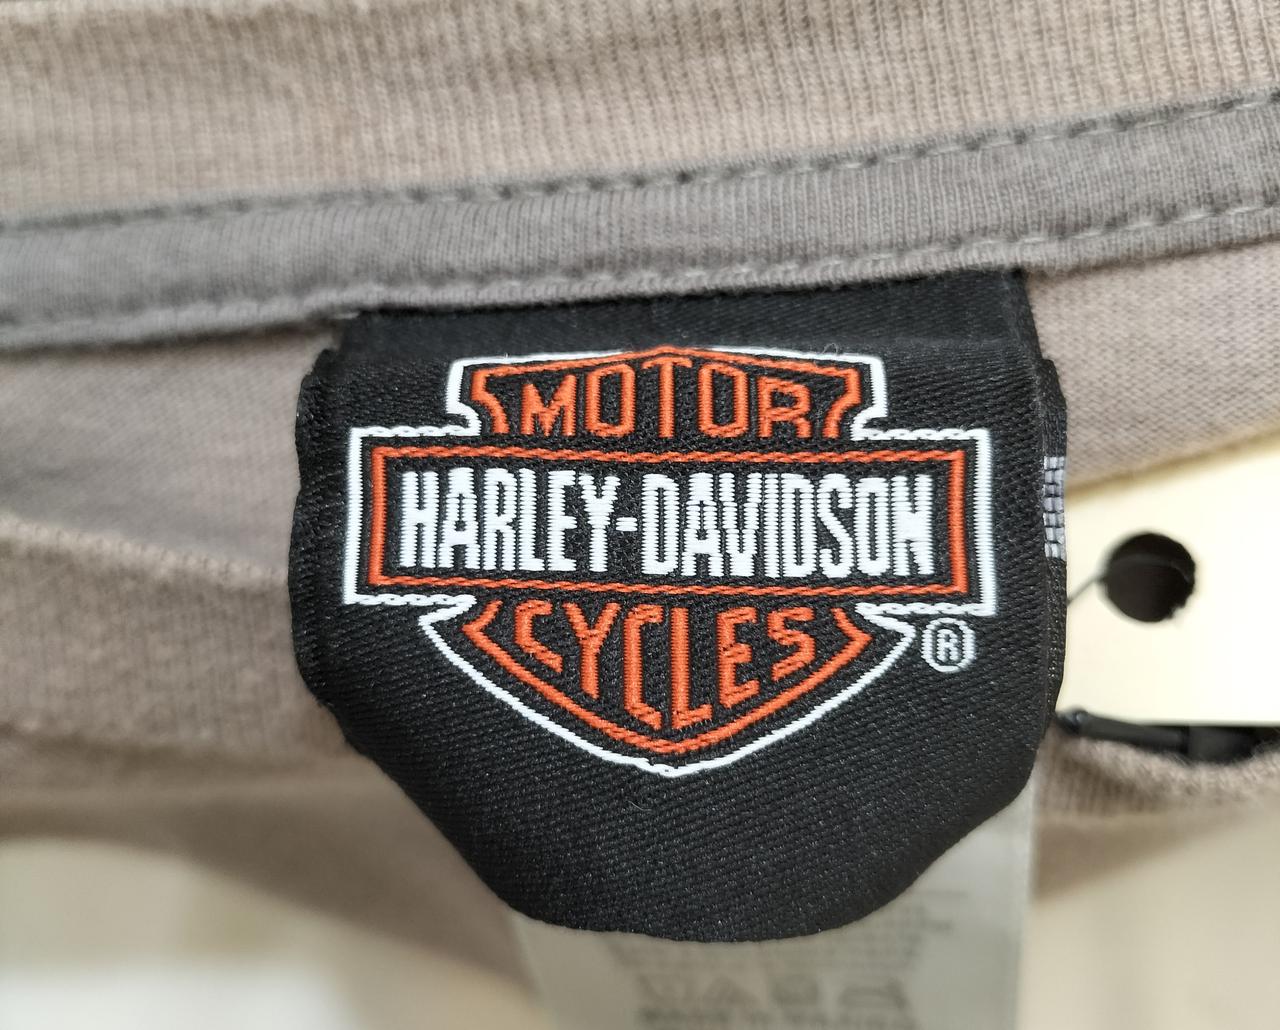 MOTOR
HARLEY-DAVIDSON
CYCLES
®